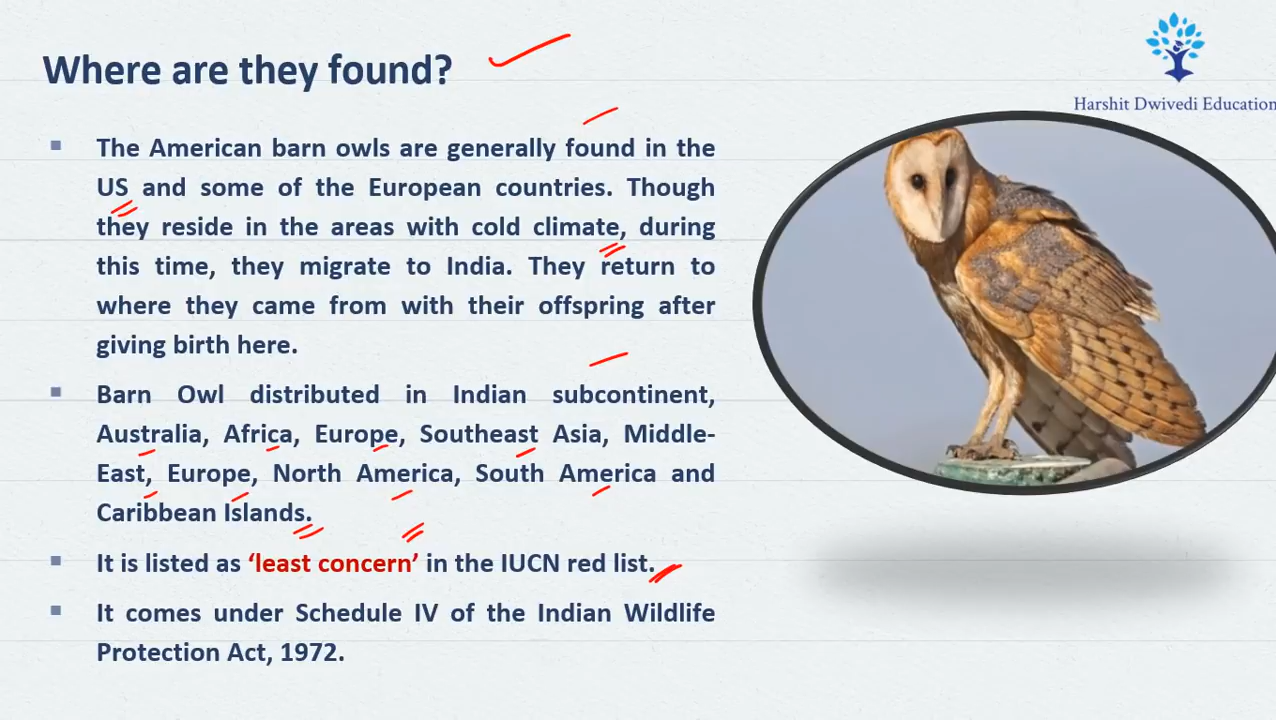 Where are they found?
Harshit Dwivedi Education
The American barn owls are generally found in the
US and some of the European countries. Though
they reside in the areas with cold climate, during
this time, they migrate to India. They return to
where they came from with their offspring after
giving birth here.
Barn Owl distributed in Indian subcontinent,
Australia, Africa, Europe, Southeast Asia, Middle-
East, Europe, North America, South America and
Caribbean Islands.
It is listed as ‘least concern’ in the IUCN red list.
It comes under Schedule IV of the Indian Wildlife
Protection Act, 1972.